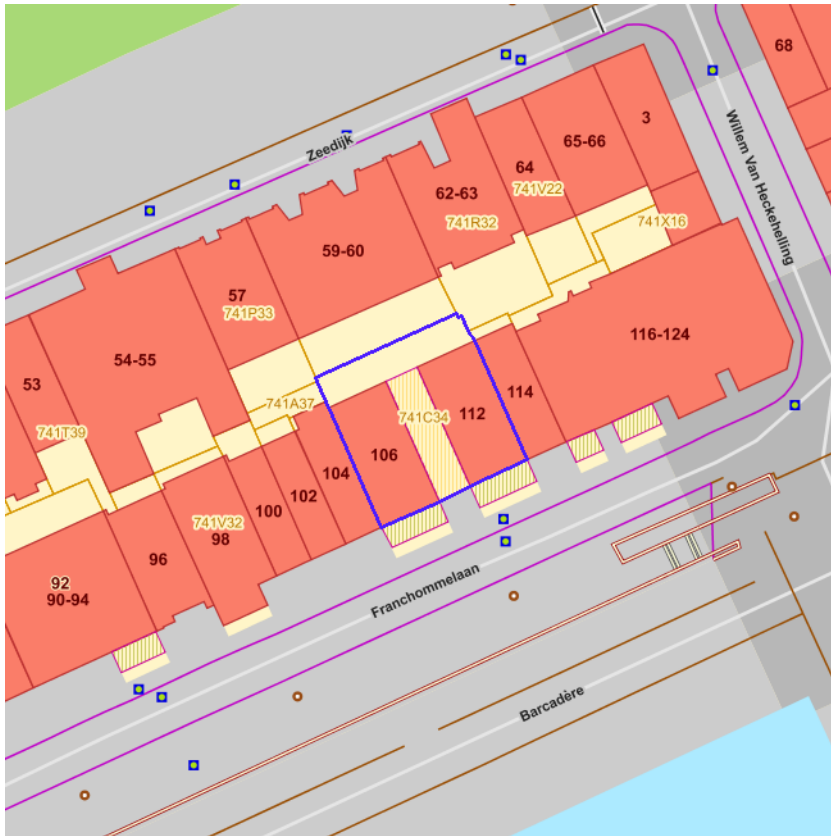 68
3
65-66
64
741V22
Zeedijk
62-63
741R32
Willem Van Heckehelling
741X16
59-60
57
741P33
116-124
54-55
53
114
741A37
741C34
112
741T39
106
104
102
100
741V32
98
96
92
90-94
Franchommelaan
Barcadère